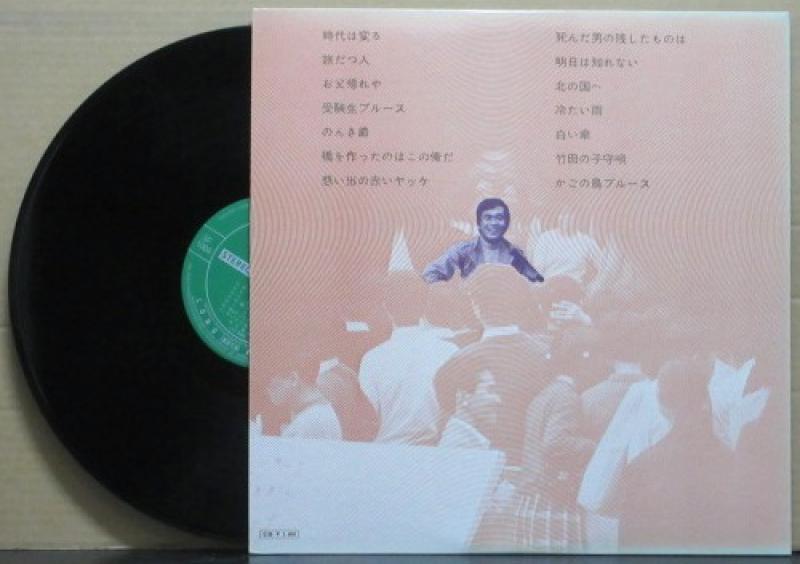 時代は変る
旅だつ人
お父帰れや
受験生ブルース
のんき節
橋を作ったのはこの俺だ
想い出の赤いヤッケ
死んだ男の残したものは
明日は知れない
北の国へ
冷たい雨
白い傘
竹田の子守唄
かごの鳥ブルース
STEREO